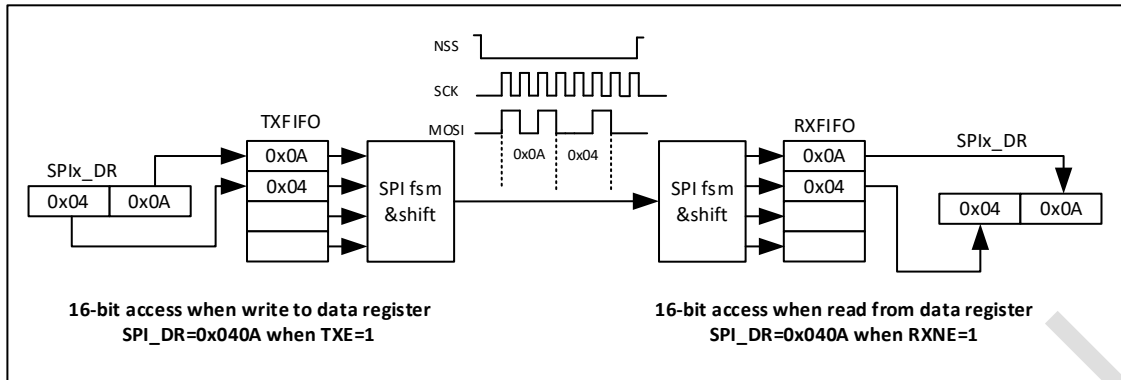 NSS
SCK
MOSI
0x0A 0x04
TXFIFO
0x0A
0x04
SPIx_DR
0x04 0x0A
SPI fsm
&shift
SPI fsm
&shift
RXFIFO
0x0A
0x04
SPIx_DR
0x04 0x0A
16-bit access when write to data register
SPI_DR=0x040A when TXE=1
16-bit access when read from data register
SPI_DR=0x040A when RXNE=1